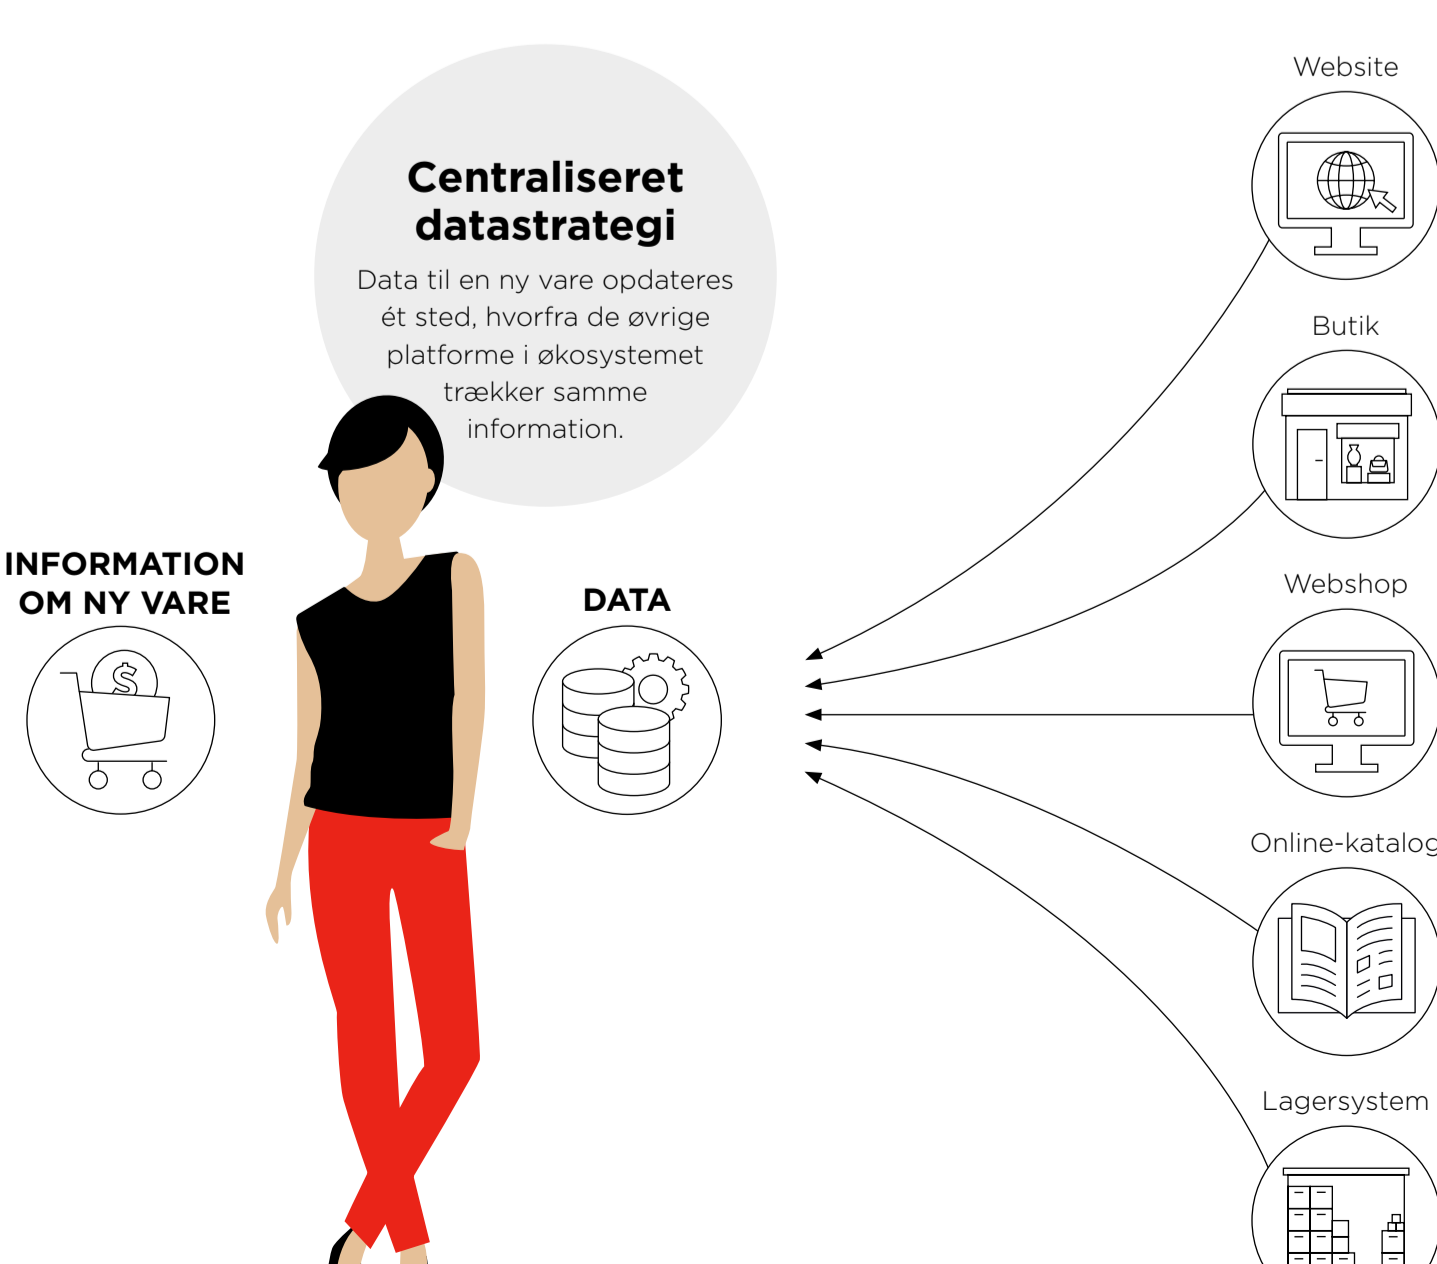 Centraliseret
datastrategi
Data til en ny vare opdateres
ét sted, hvorfra de øvrige
platforme i økosystemet
trækker samme
information.
INFORMATION
OM NY VARE
$
DATA
Website
Butik
Webshop
Online-katalog
Lagersystem